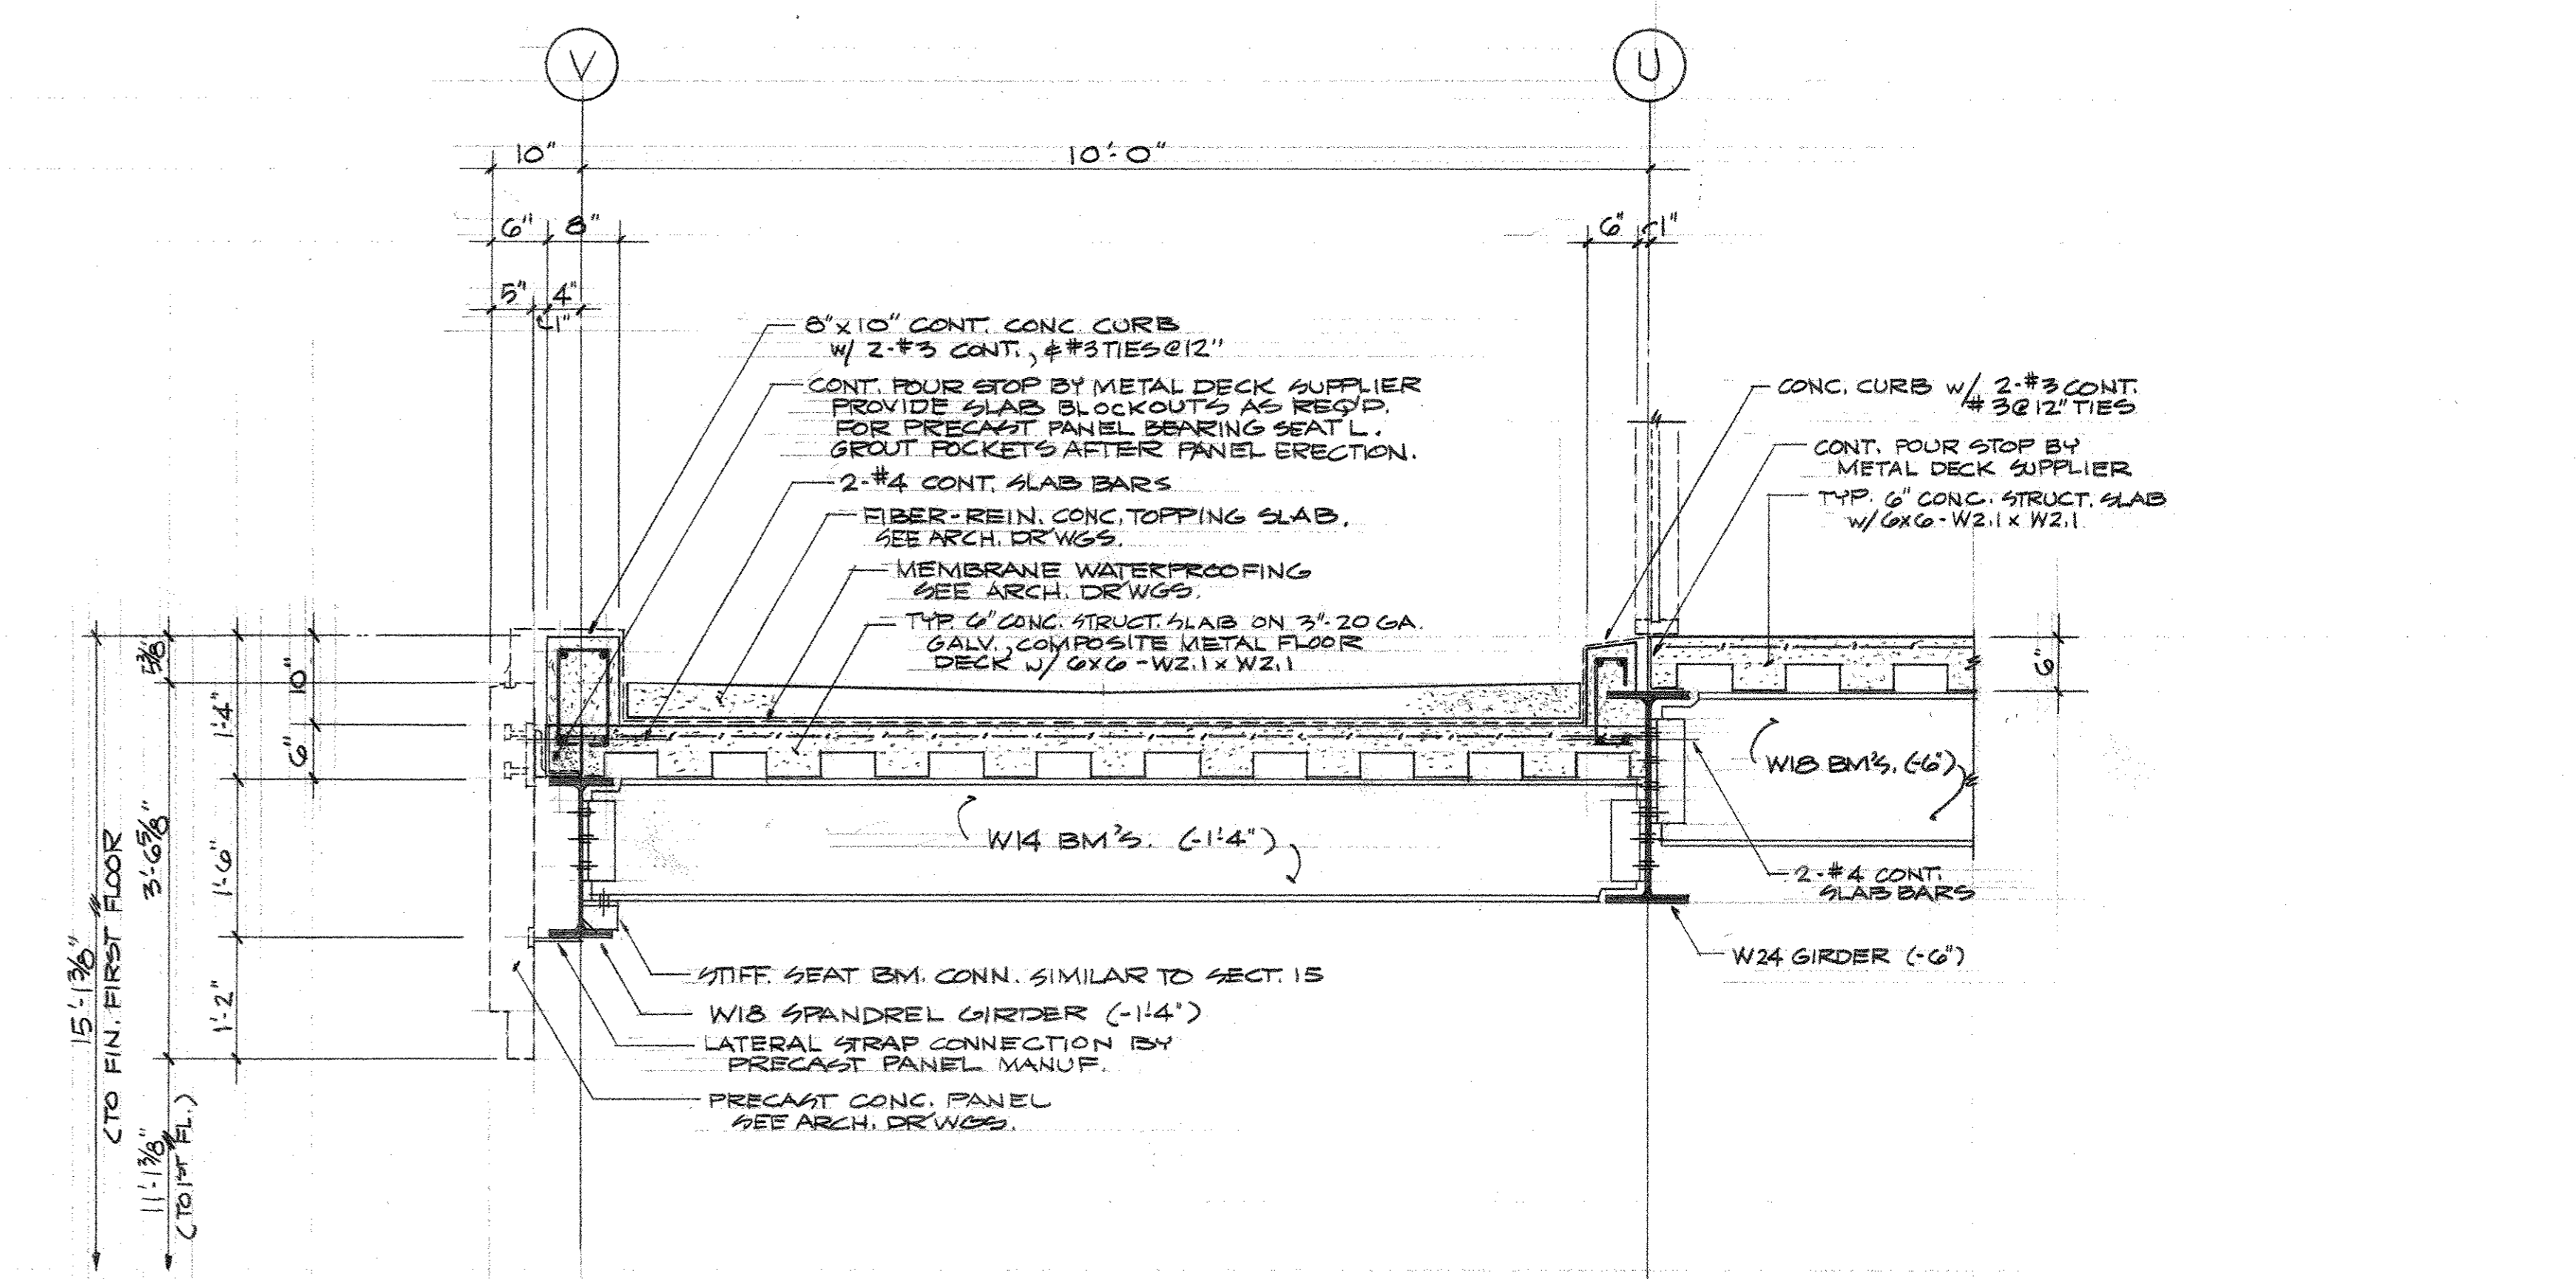 V
U
10"
10'-0"
6"
8"
6"
1"
5"
4"
1"
8"x10" CONT. CONC. CURB
W/ 2-#3 CONT., & #3 TIES @ 12"
CONT. POUR STOP BY METAL DECK SUPPLIER
PROVIDE SLAB BLOCKOUTS AS REQ'D.
FOR PRECAST PANEL BEARING SEAT L.
GROUT POCKETS AFTER PANEL ERECTION.
2-#4 CONT. SLAB BARS
FIBER-REIN. CONC. TOPPING SLAB.
SEE ARCH. DR'WGS.
MEMBRANE WATERPROOFING
SEE ARCH. DR'WGS.
TYP. 6" CONC. STRUCT. SLAB ON 3"-20 GA.
GALV., COMPOSITE METAL FLOOR
DECK W/ 6x6 -W2.1 x W2.1
CONC. CURB W/ 2-#3 CONT.
#3@12" TIES
CONT. POUR STOP BY
METAL DECK SUPPLIER
TYP. 6" CONC. STRUCT. SLAB
W/ 6x6 - W2.1 x W2.1
5 3/8"
10"
1'-4"
6"
6"
W18 BM'S. (-6")
W14 BM'S. (-1'-4")
15'-1 3/8"
(TO FIN. FIRST FLOOR
3'-6 5/8"
1'-6"
1'-2"
11'-1 3/8"
(TO 1ST FL.)
2-#4 CONT.
SLAB BARS
W24 GIRDER (-6")
STIFF. SEAT BM. CONN. SIMILAR TO SECT. 15
W18 SPANDREL GIRDER (-1'-4")
LATERAL STRAP CONNECTION BY
PRECAST PANEL MANUF.
PRECAST CONC. PANEL
SEE ARCH. DR'WGS.